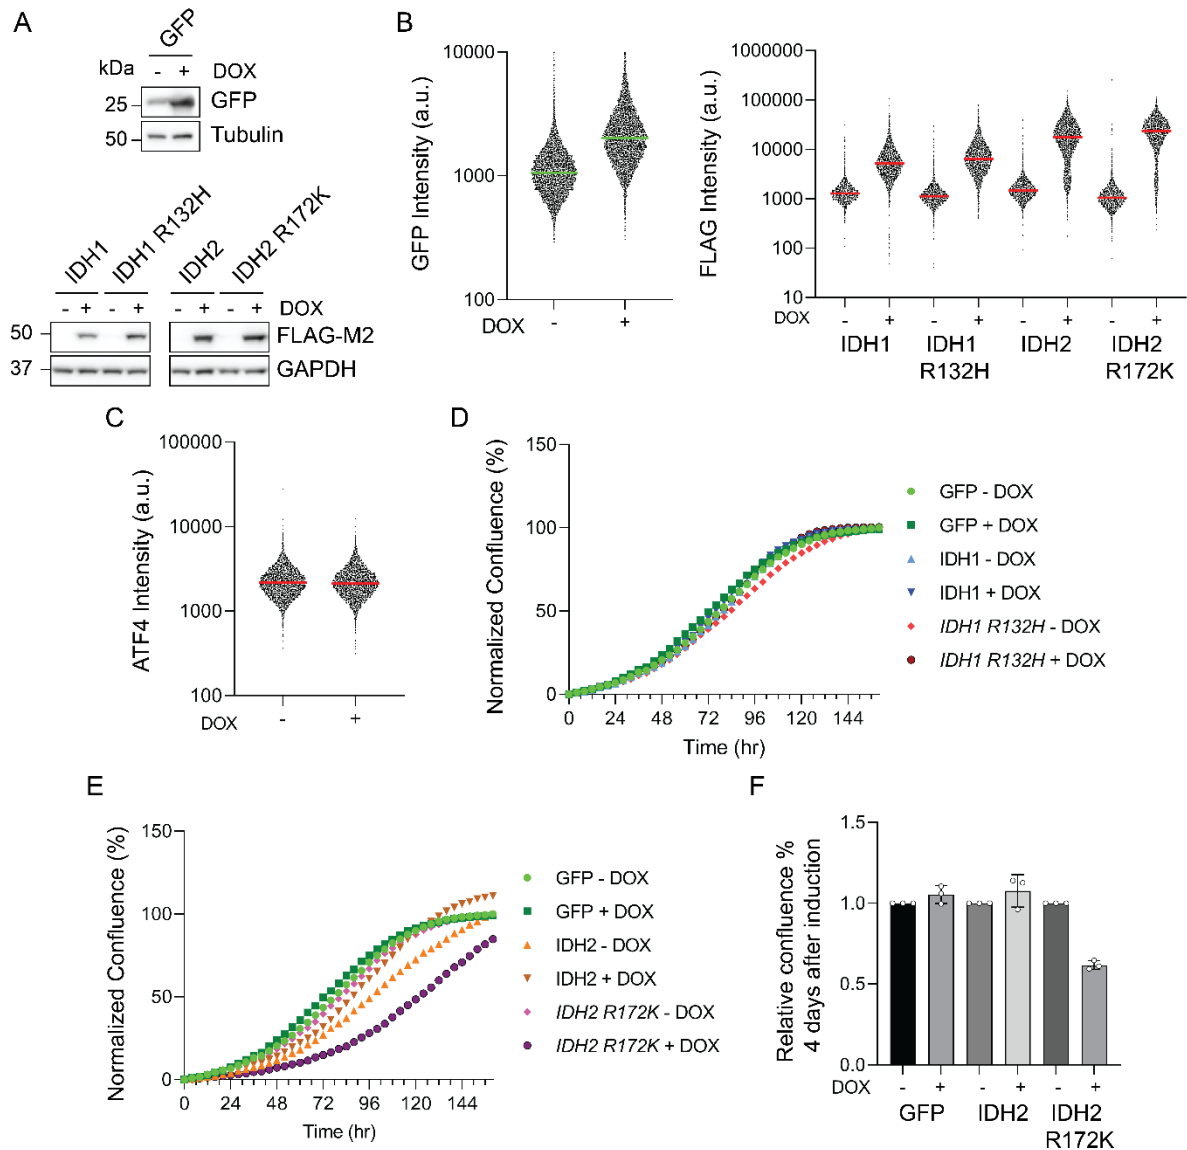 A
GFP
kDa
- + DOX
25 GFP
50 Tubulin
IDH1 IDH1 R132H IDH2 IDH2 R172K
- + - + - + - + DOX
50 FLAG-M2
37 GAPDH
B
GFP Intensity (a.u.)
10000
1000
100
DOX - +
FLAG Intensity (a.u.)
1000000
100000
10000
1000
100
10
DOX - + - + - + - +
IDH1 IDH1 IDH2 IDH2
R132H R172K
C
ATF4 Intensity (a.u.)
100000
10000
1000
100
DOX - +
D
Normalized Confluence (%)
150
100
50
0
0 24 48 72 96 120 144
Time (hr)
GFP - DOX
GFP + DOX
IDH1 - DOX
IDH1 + DOX
IDH1 R132H - DOX
IDH1 R132H + DOX
E
Normalized Confluence (%)
150
100
50
0
0 24 48 72 96 120 144
Time (hr)
GFP - DOX
GFP + DOX
IDH2 - DOX
IDH2 + DOX
IDH2 R172K - DOX
IDH2 R172K + DOX
F
Relative confluence %
4 days after induction
1.5
1.0
0.5
0.0
DOX - + - + - +
GFP IDH2 IDH2
R172K